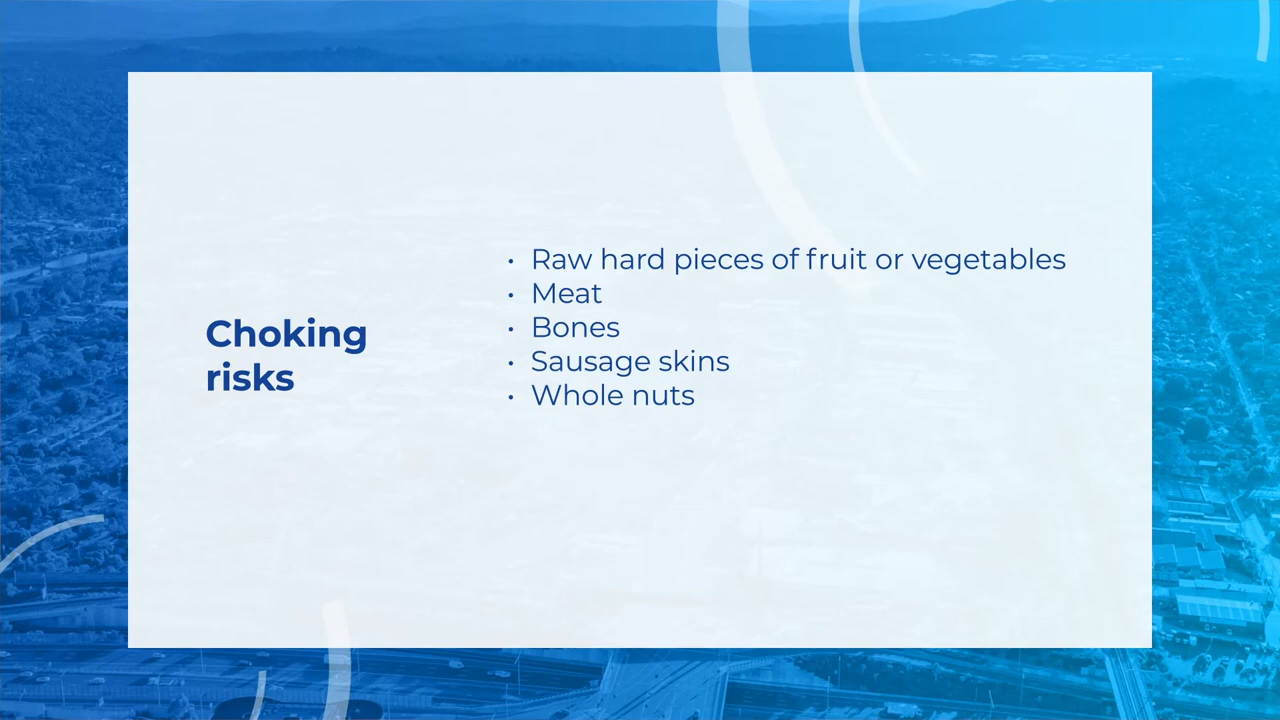 Choking
risks
• Raw hard pieces of fruit or vegetables
• Meat
• Bones
• Sausage skins
• Whole nuts